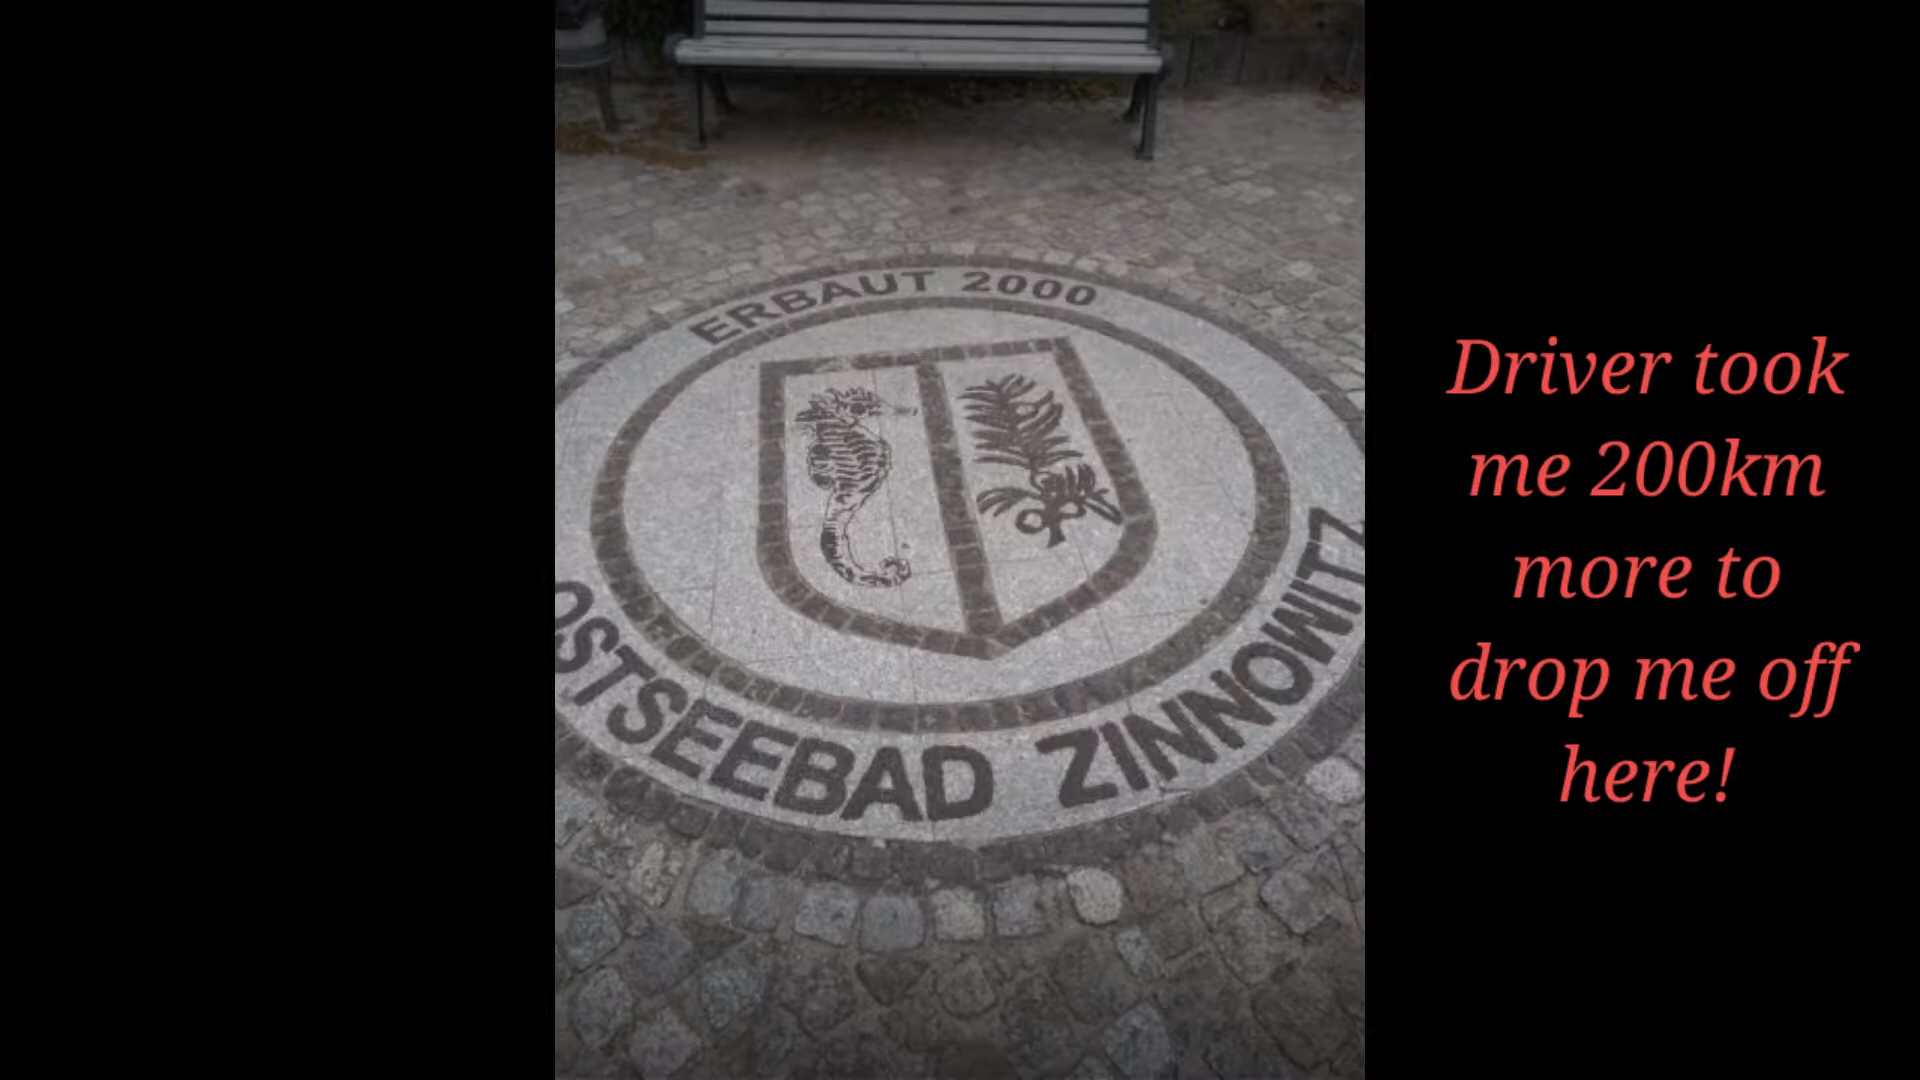 ERBAUT 2000
OSTSEEBAD ZINNOWITZ
Driver took
me 200km
more to
drop me off
here!